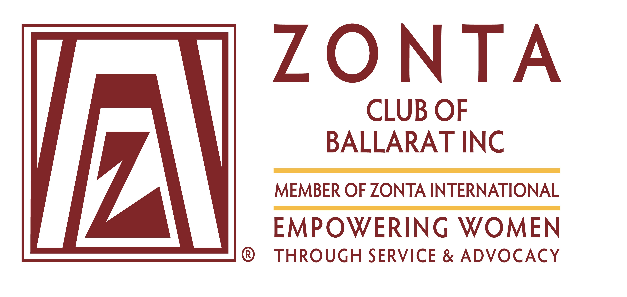 ZONTA
CLUB OF
BALLARAT INC
MEMBER OF ZONTA INTERNATIONAL
EMPOWERING WOMEN
THROUGH SERVICE & ADVOCACY
®